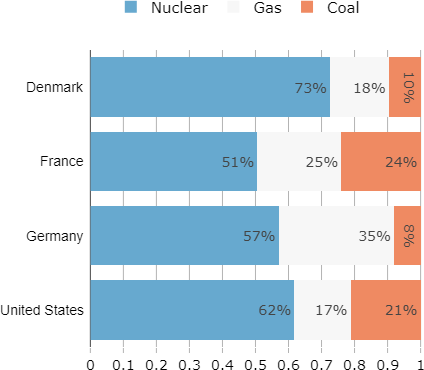 Nuclear Gas Coal
Denmark 73% 18% 10%
France 51% 25% 24%
Germany 57% 35% 8%
United States 62% 17% 21%
0 0.1 0.2 0.3 0.4 0.5 0.6 0.7 0.8 0.9 1